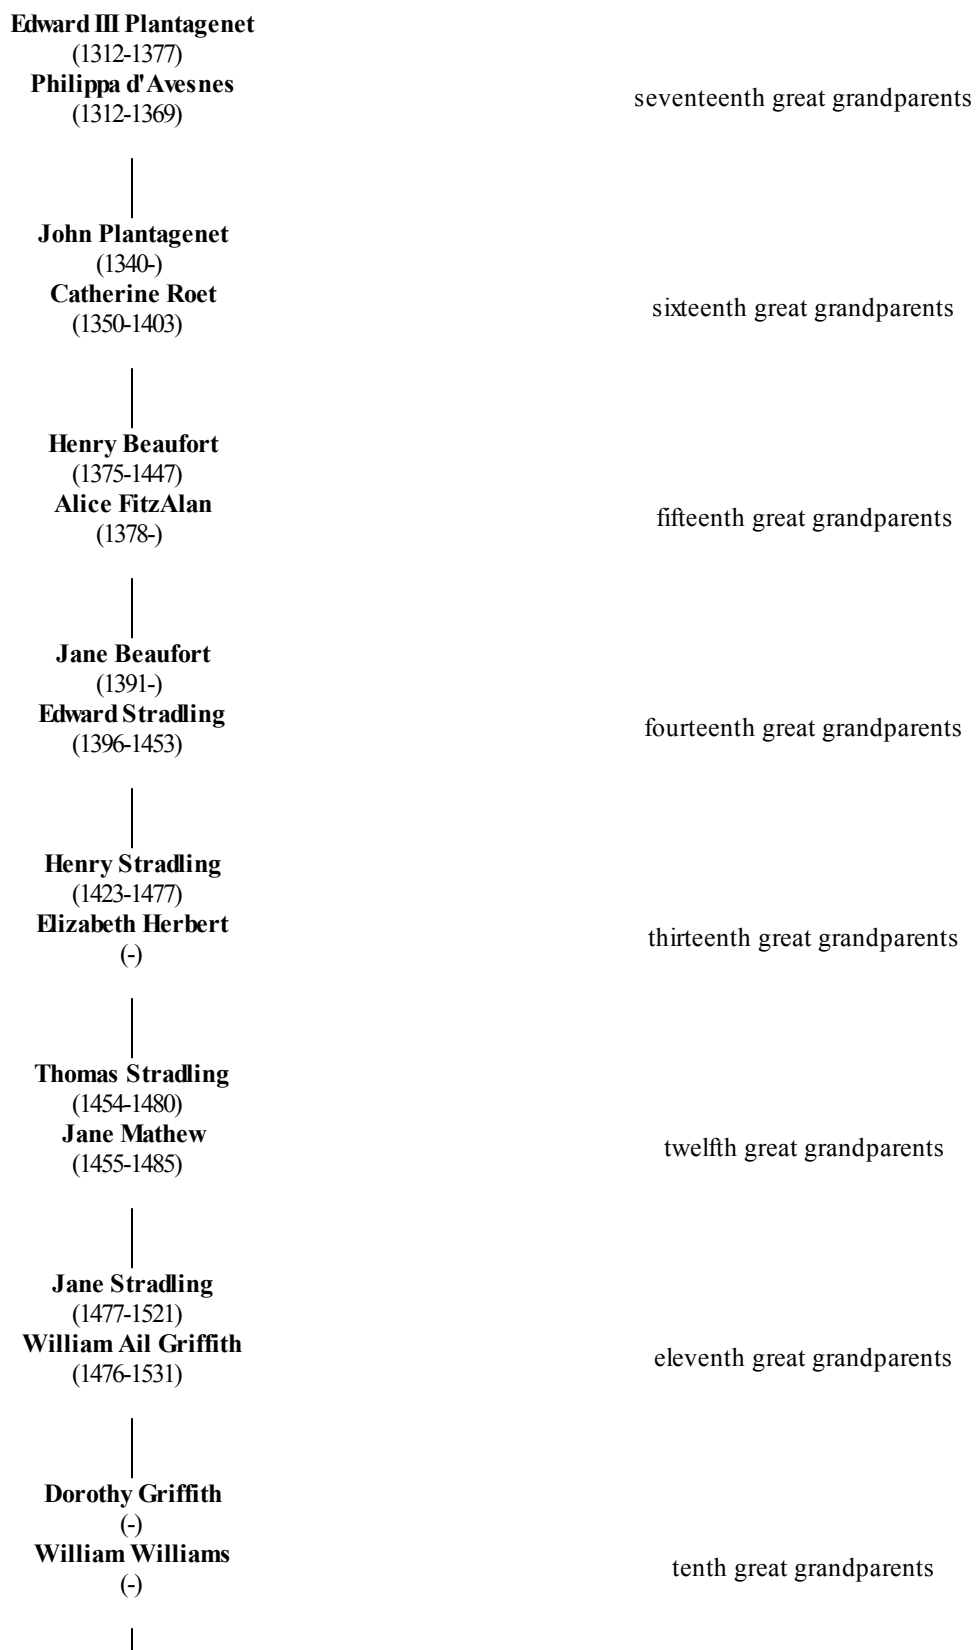 Edward III Plantagenet
(1312-1377)
Philippa d'Avesnes
(1312-1369)
seventeenth great grandparents
John Plantagenet
(1340-)
Catherine Roet
(1350-1403)
sixteenth great grandparents
Henry Beaufort
(1375-1447)
Alice FitzAlan
(1378-)
fifteenth great grandparents
Jane Beaufort
(1391-)
Edward Stradling
(1396-1453)
fourteenth great grandparents
Henry Stradling
(1423-1477)
Elizabeth Herbert
(-)
thirteenth great grandparents
Thomas Stradling
(1454-1480)
Jane Mathew
(1455-1485)
twelfth great grandparents
Jane Stradling
(1477-1521)
William Ail Griffith
(1476-1531)
eleventh great grandparents
Dorothy Griffith
(-)
William Williams
(-)
tenth great grandparents